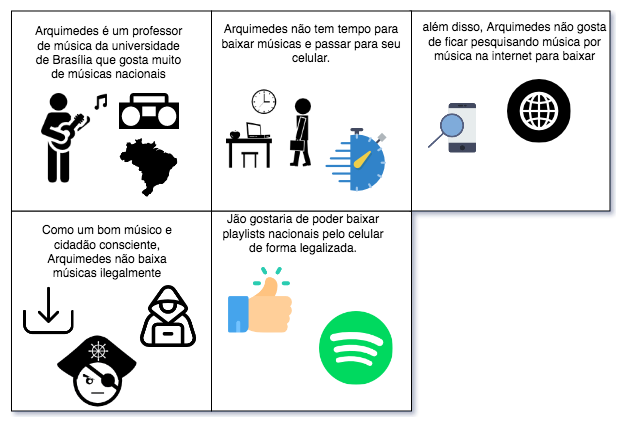 Arquimedes é um professor
de música da universidade
de Brasília que gosta muito
de músicas nacionais
Arquimedes não tem tempo para
baixar músicas e passar para seu
celular.
além disso, Arquimedes não gosta
de ficar pesquisando música por
música na internet para baixar
Como um bom músico e
cidadão consciente,
Arquimedes não baixa
músicas ilegalmente
Jão gostaria de poder baixar
playlists nacionais pelo celular
de forma legalizada.